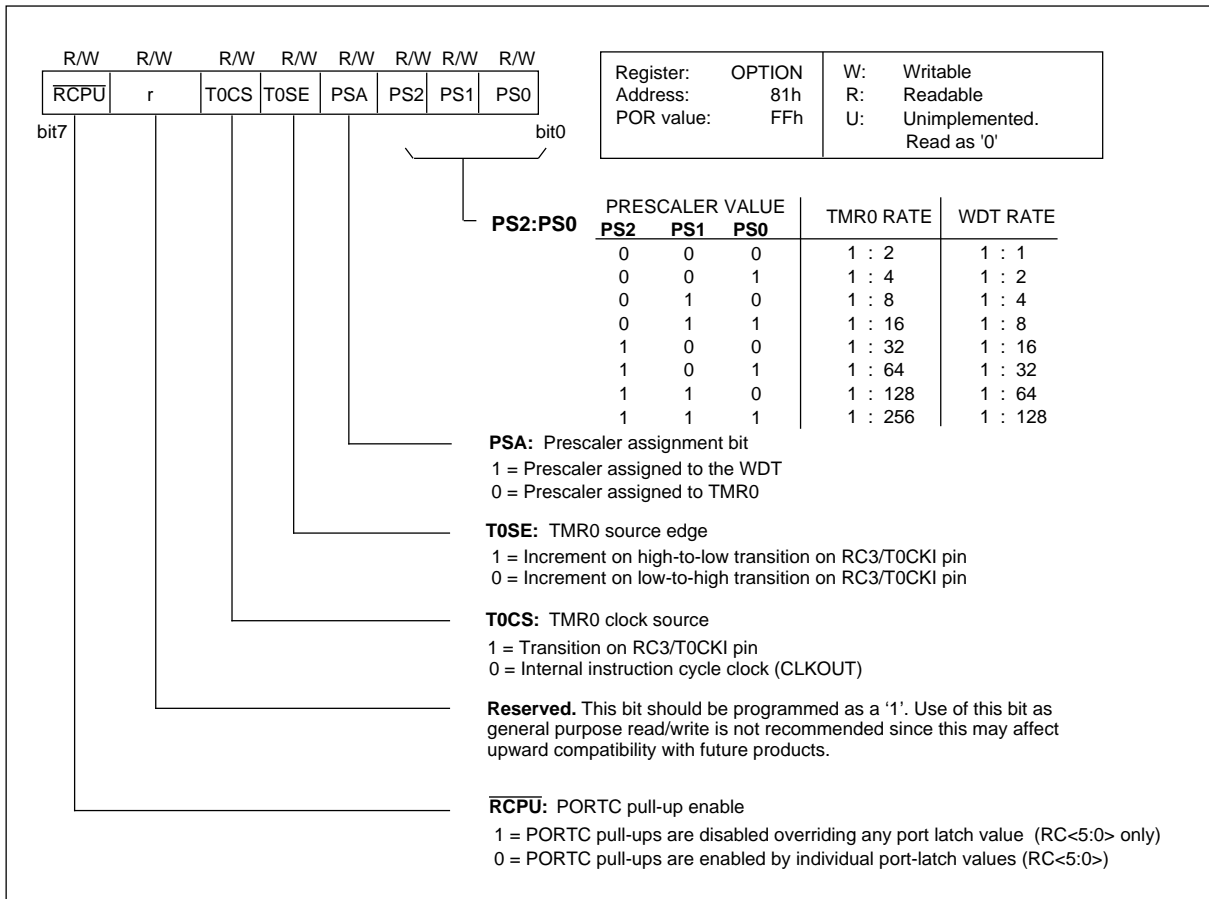 R/W R/W R/W R/W R/W R/W R/W R/W
RCPU r T0CS T0SE PSA PS2 PS1 PS0
bit7 bit0
Register: OPTION
Address: 81h
POR value: FFh
W: Writable
R: Readable
U: Unimplemented.
Read as '0'
PS2:PS0
PRESCALER VALUE TMR0 RATE WDT RATE
PS2 PS1 PS0
0 0 0 1 : 2 1 : 1
0 0 1 1 : 4 1 : 2
0 1 0 1 : 8 1 : 4
0 1 1 1 : 16 1 : 8
1 0 0 1 : 32 1 : 16
1 0 1 1 : 64 1 : 32
1 1 0 1 : 128 1 : 64
1 1 1 1 : 256 1 : 128
PSA: Prescaler assignment bit
1 = Prescaler assigned to the WDT
0 = Prescaler assigned to TMR0
T0SE: TMR0 source edge
1 = Increment on high-to-low transition on RC3/T0CKI pin
0 = Increment on low-to-high transition on RC3/T0CKI pin
T0CS: TMR0 clock source
1 = Transition on RC3/T0CKI pin
0 = Internal instruction cycle clock (CLKOUT)
Reserved. This bit should be programmed as a ‘1’. Use of this bit as
general purpose read/write is not recommended since this may affect
upward compatibility with future products.
RCPU: PORTC pull-up enable
1 = PORTC pull-ups are disabled overriding any port latch value (RC<5:0> only)
0 = PORTC pull-ups are enabled by individual port-latch values (RC<5:0>)